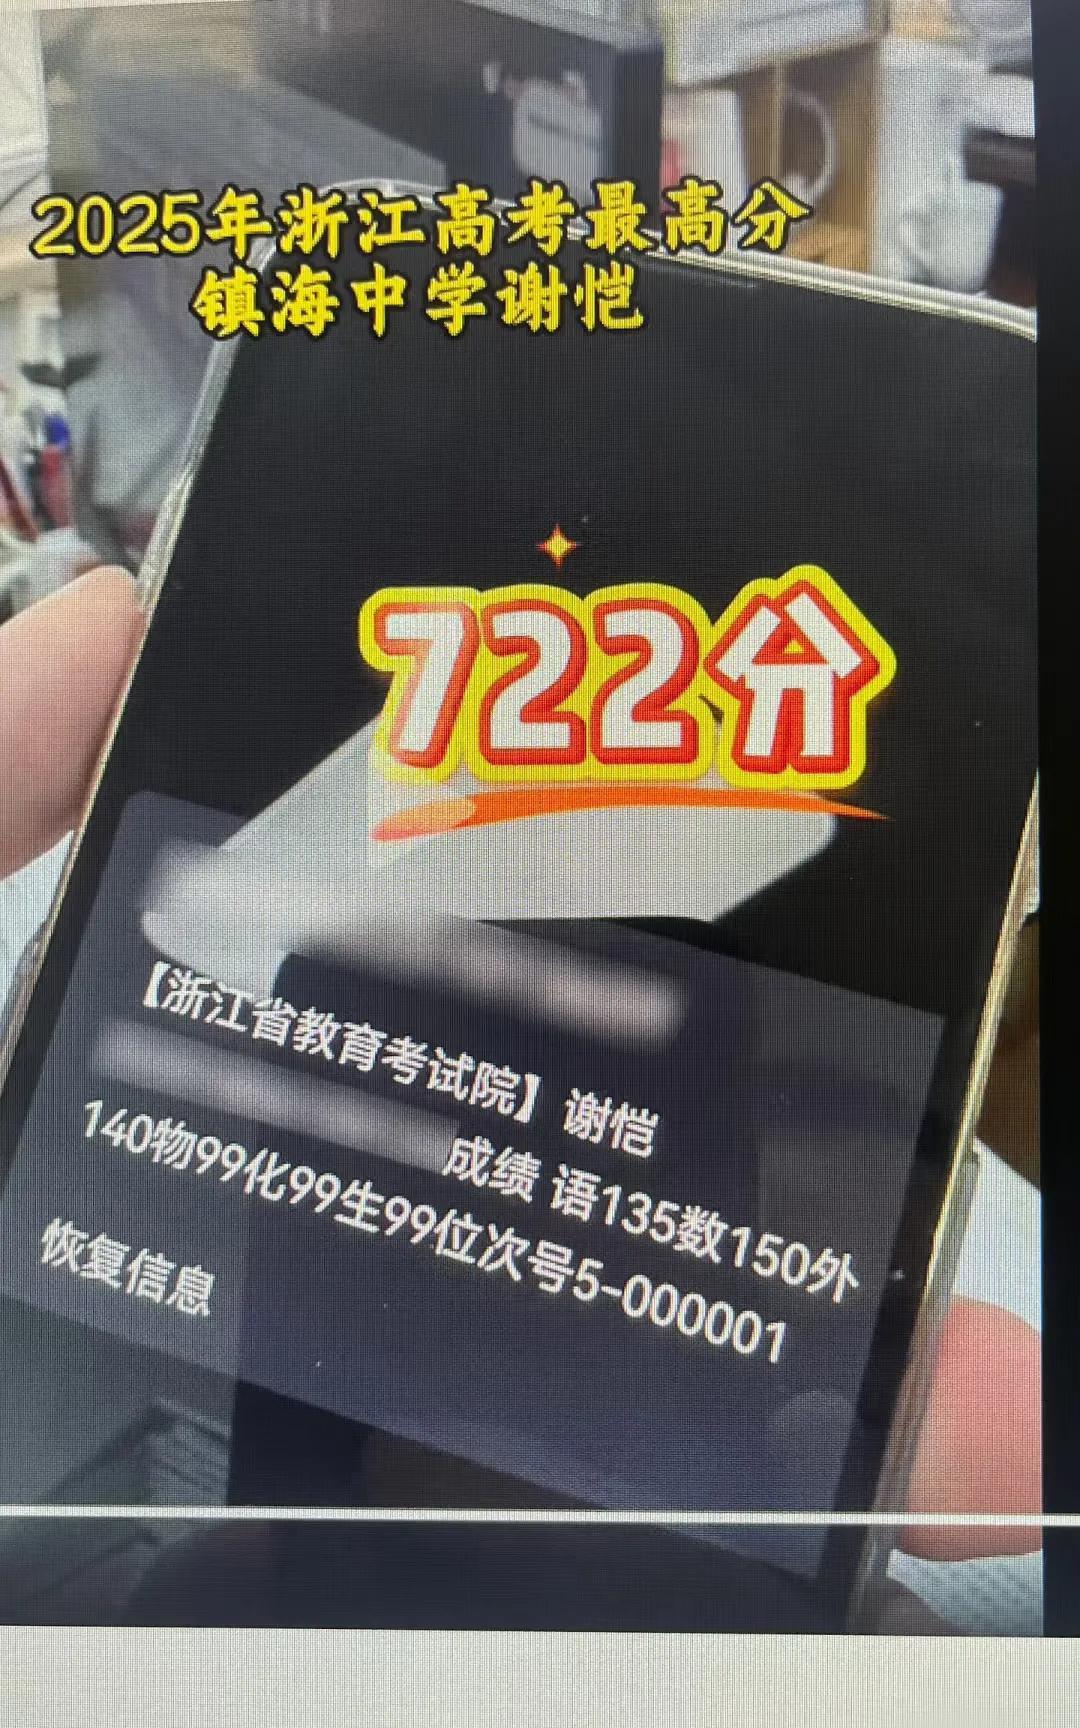 2025年浙江高考最高分
镇海中学谢恺
722分
【浙江省教育考试院】 谢恺
成绩 语135数150外
140物99化99生99位次号5-000001
恢复信息